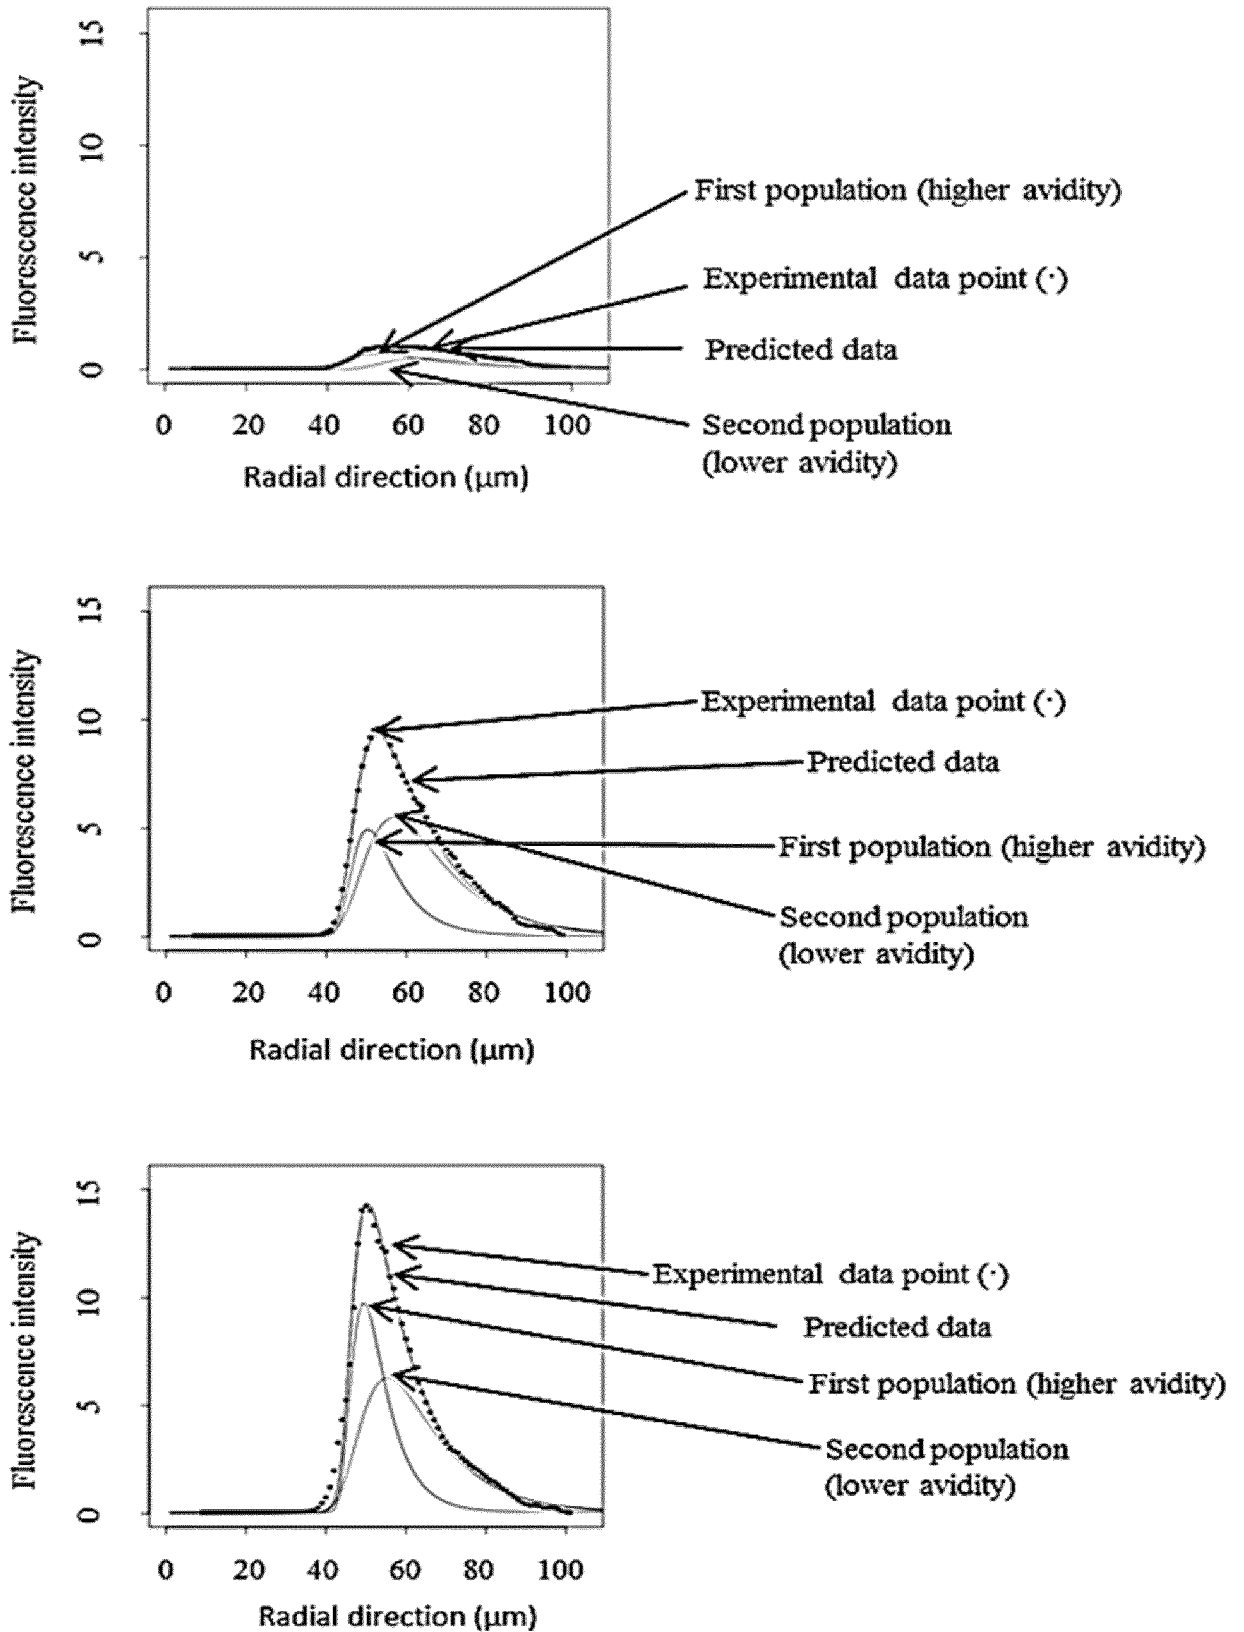 Fluorescence intensity
15
10
5
0
First population (higher avidity)
Experimental data point (·)
Predicted data
Second population
(lower avidity)
0 20 40 60 80 100
Radial direction (µm)
Fluorescence intensity
15
10
5
0
Experimental data point (·)
Predicted data
First population (higher avidity)
Second population
(lower avidity)
0 20 40 60 80 100
Radial direction (µm)
Fluorescence intensity
15
10
5
0
Experimental data point (·)
Predicted data
First population (higher avidity)
Second population
(lower avidity)
0 20 40 60 80 100
Radial direction (µm)